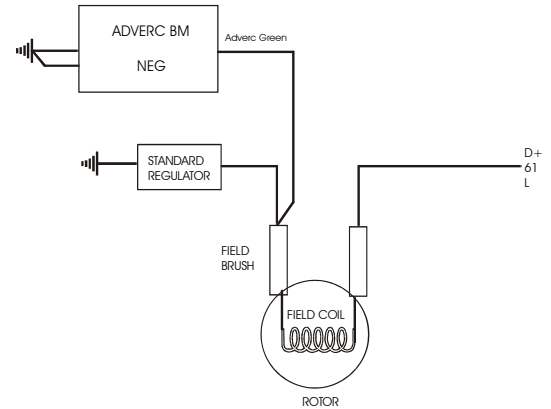 ADVERC BM
NEG
Adverc Green
STANDARD
REGULATOR
D+
61
L
FIELD
BRUSH
FIELD COIL
ROTOR